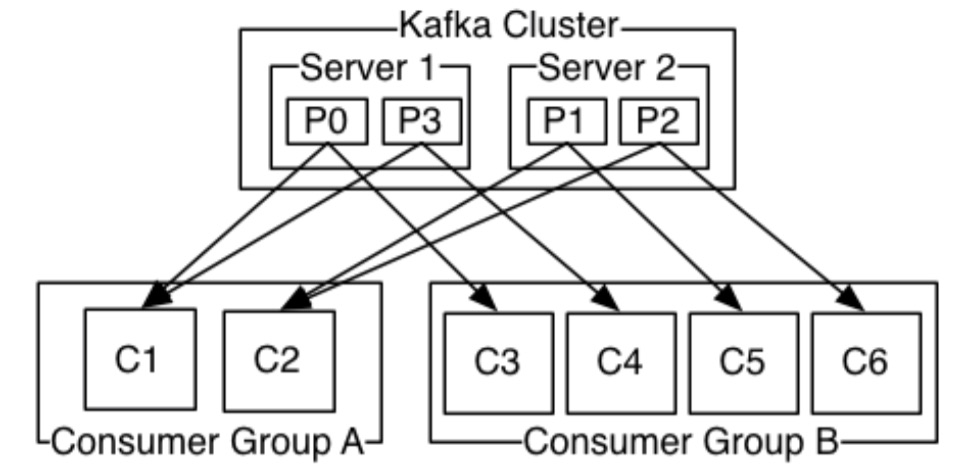 Kafka Cluster
Server 1 Server 2
P0 P3 P1 P2
C1 C2 C3 C4 C5 C6
Consumer Group A Consumer Group B